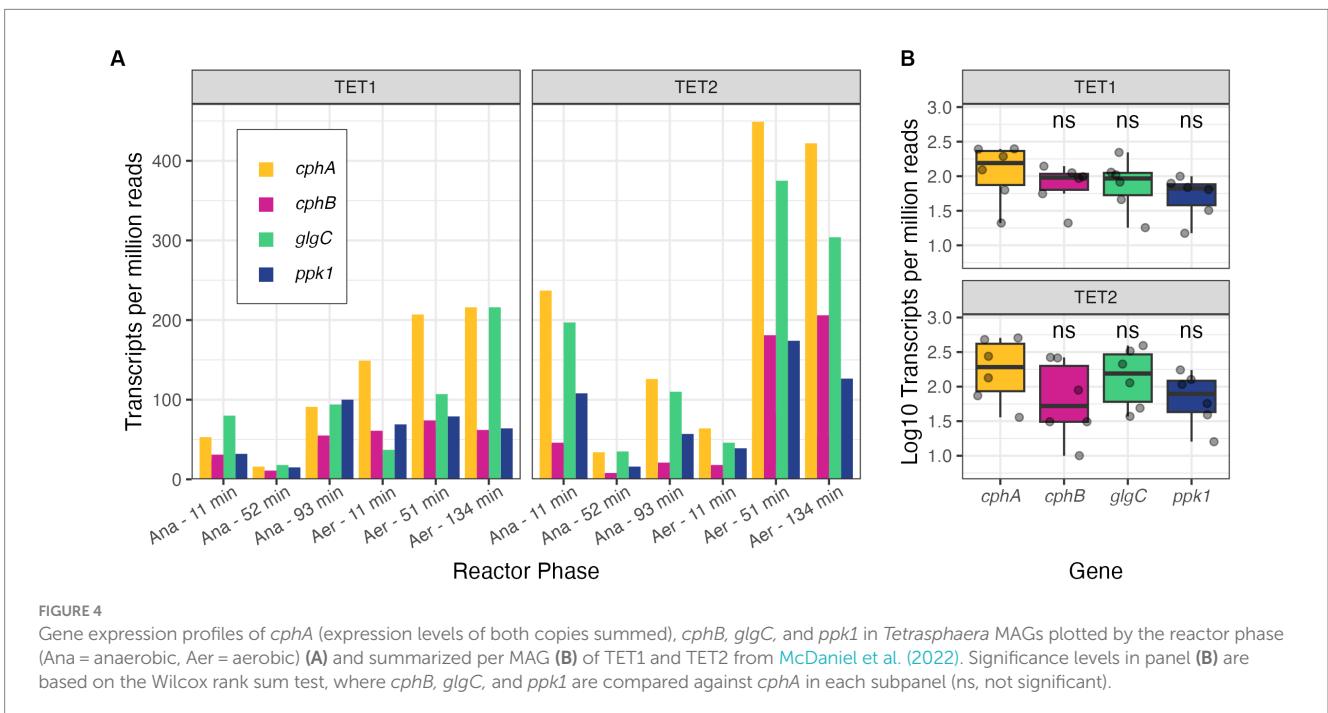 A
TET1
TET2
Transcripts per million reads
400
300
200
100
0
cphA
cphB
glgC
ppk1
Ana - 11 min
Ana - 52 min
Ana - 93 min
Aer - 11 min
Aer - 51 min
Aer - 134 min
Ana - 11 min
Ana - 52 min
Ana - 93 min
Aer - 11 min
Aer - 51 min
Aer - 134 min
Reactor Phase
B
TET1
Log10 Transcripts per million reads
3.0
2.5
2.0
1.5
1.0
ns ns ns
TET2
3.0
2.5
2.0
1.5
1.0
ns ns ns
cphA cphB glgC ppk1
Gene
FIGURE 4
Gene expression profiles of cphA (expression levels of both copies summed), cphB, glgC, and ppk1 in Tetrasphaera MAGs plotted by the reactor phase
(Ana = anaerobic, Aer = aerobic) (A) and summarized per MAG (B) of TET1 and TET2 from McDaniel et al. (2022). Significance levels in panel (B) are
based on the Wilcox rank sum test, where cphB, glgC, and ppk1 are compared against cphA in each subpanel (ns, not significant).